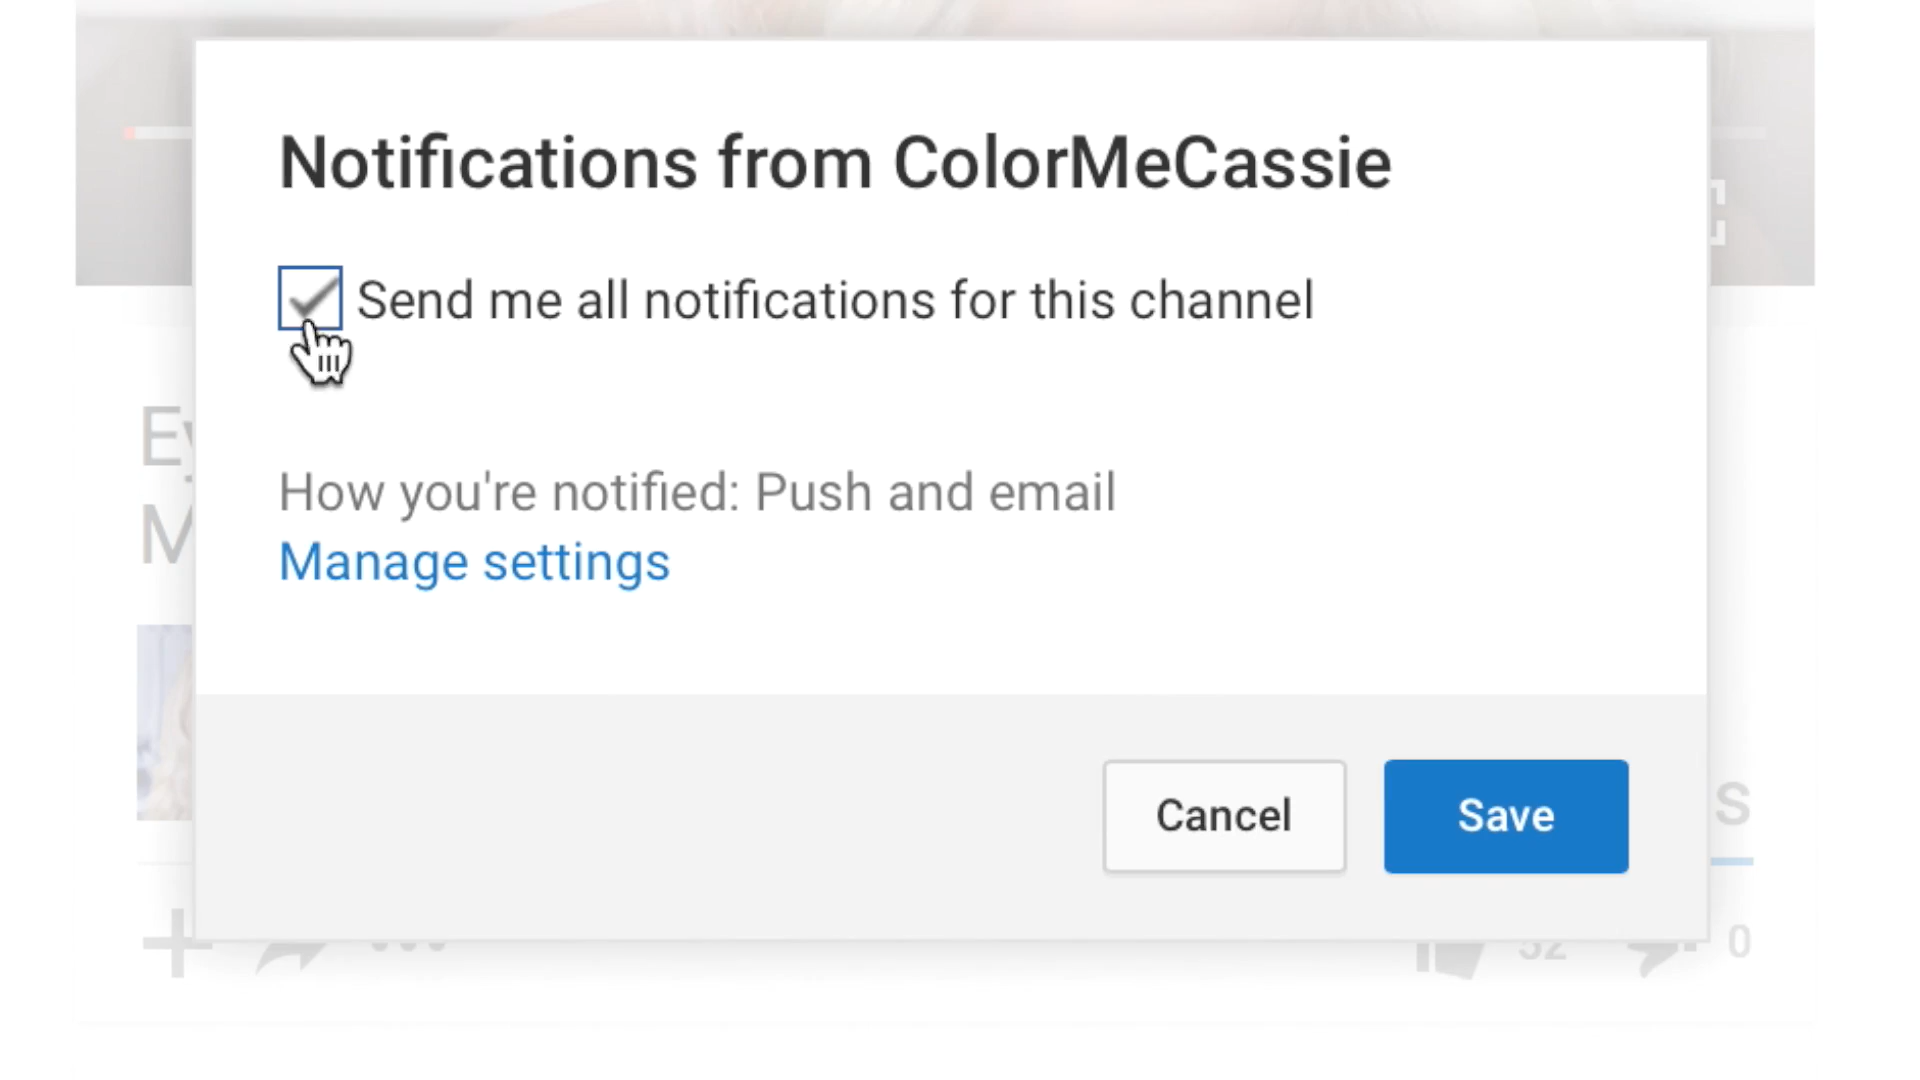 Notifications from ColorMeCassie
Send me all notifications for this channel
How you're notified: Push and email
Manage settings
Cancel
Save
0